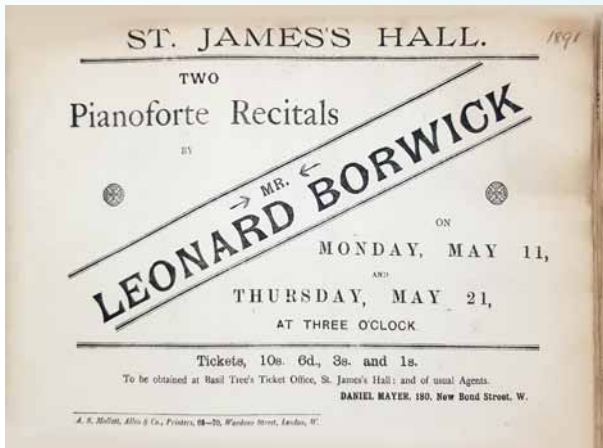 ST. JAMES'S HALL.
1891
TWO
Pianoforte Recitals
BY
MR.
LEONARD BORWICK
ON
MONDAY, MAY 11,
AND
THURSDAY, MAY 21,
AT THREE O'CLOCK
Tickets, 10s. 6d., 3s. and 1s.
To be obtained at Basil Tree's Ticket Office, St. James's Hall: and of usual Agents.
DANIEL MAYER, 180, New Bond Street, W.
A. S. Mallett, Allen & Co., Printers, 68—70, Wardour Street, London, W.